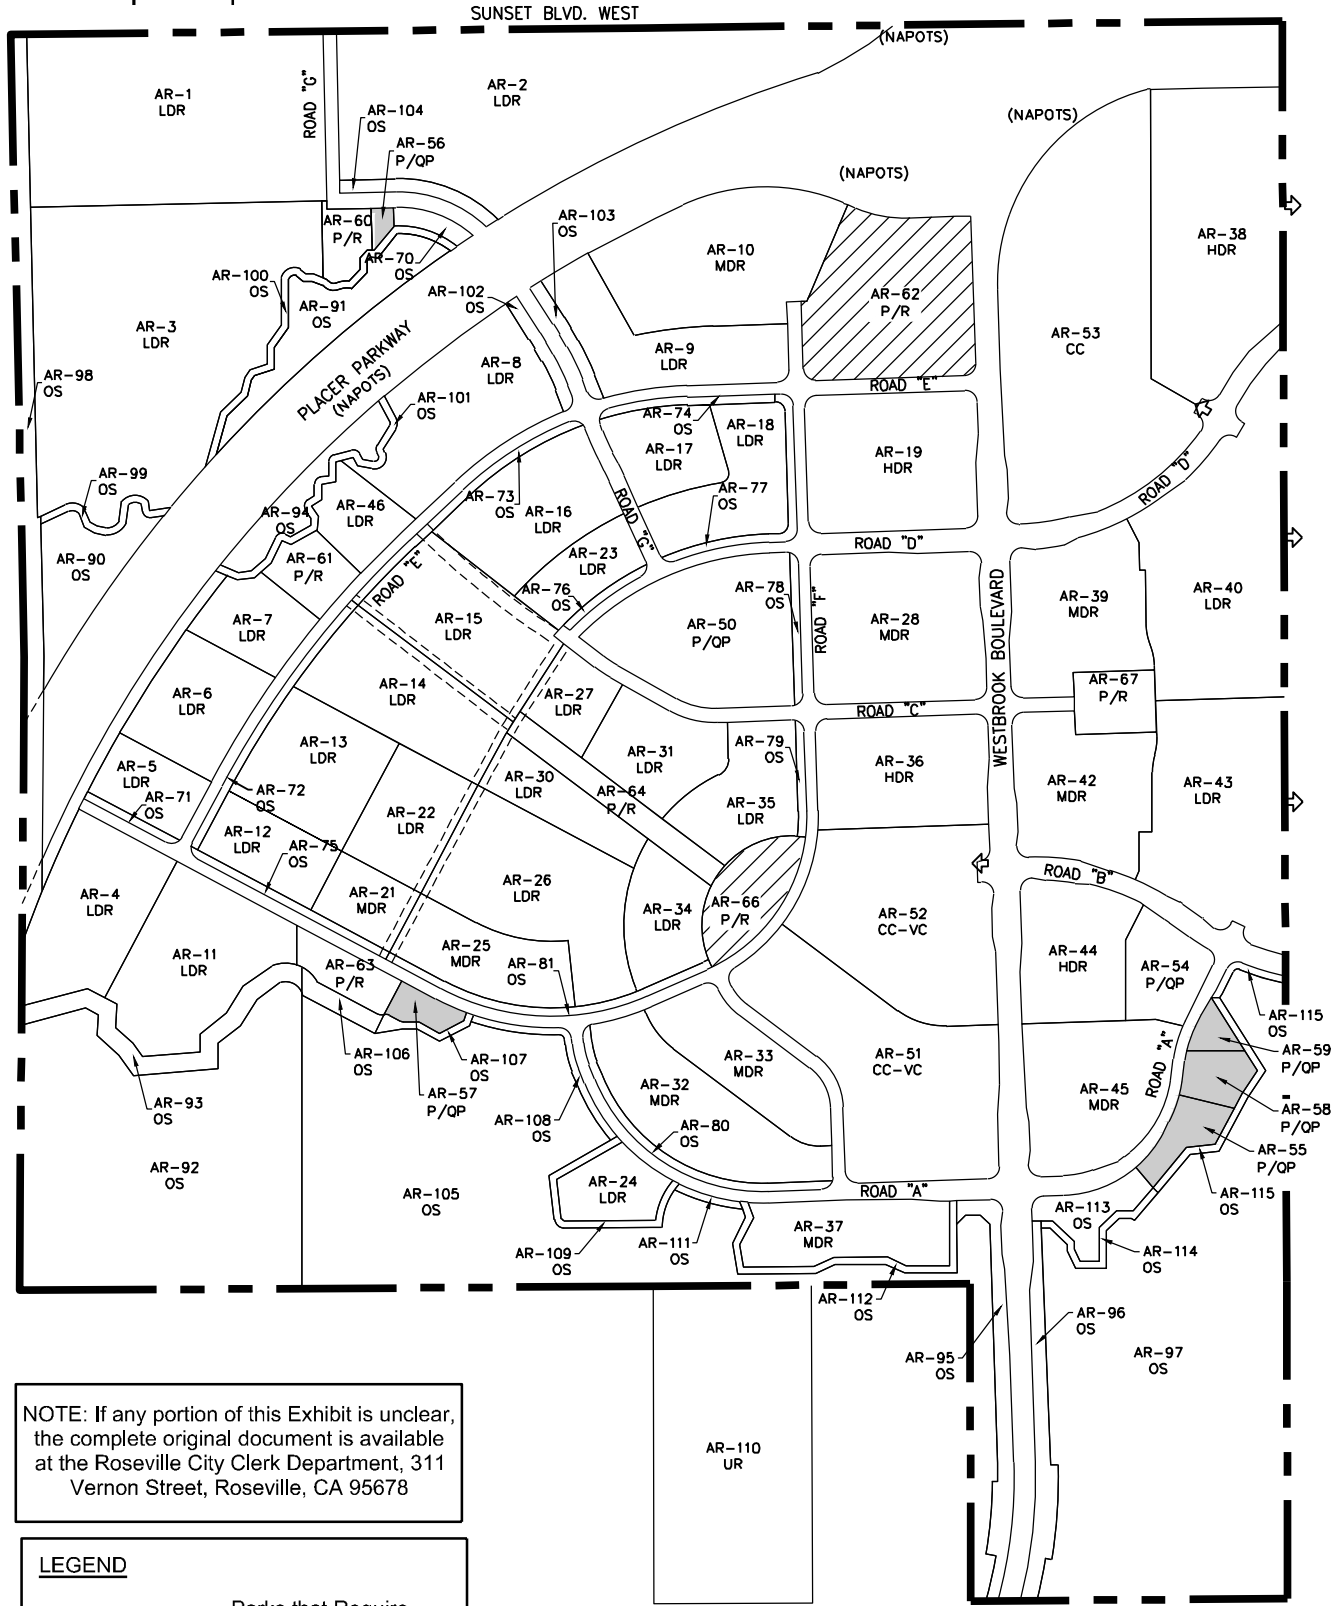 SUNSET BLVD. WEST
(NAPOTS)
AR-1
LDR
ROAD "G"
AR-2
LDR
AR-104
OS
AR-56
P/QP
(NAPOTS)
(NAPOTS)
AR-60
P/R
AR-103
OS
AR-38
HDR
AR-70
OS
AR-10
MDR
AR-100
OS
AR-91
OS
AR-102
OS
AR-62
P/R
AR-3
LDR
AR-53
CC
PLACER PARKWAY
(NAPOTS)
AR-8
LDR
AR-9
LDR
AR-98
OS
ROAD "E"
AR-101
OS
AR-74
OS
AR-18
LDR
AR-17
LDR
AR-19
HDR
AR-99
OS
AR-77
OS
ROAD "D"
AR-73
OS
AR-46
LDR
AR-94
OS
AR-16
LDR
ROAD "G"
ROAD "D"
AR-90
OS
AR-61
P/R
ROAD "E"
AR-23
LDR
AR-76
OS
AR-78
OS
ROAD "F"
WESTBROOK BOULEVARD
AR-39
MDR
AR-40
LDR
AR-7
LDR
AR-15
LDR
AR-50
P/QP
AR-28
MDR
AR-6
LDR
AR-14
LDR
AR-27
LDR
AR-67
P/R
ROAD "C"
AR-13
LDR
AR-31
LDR
AR-79
OS
AR-36
HDR
AR-5
LDR
AR-71
OS
AR-72
OS
AR-30
LDR
AR-64
P/R
AR-42
MDR
AR-43
LDR
AR-22
LDR
AR-35
LDR
AR-12
LDR
AR-75
OS
ROAD "B"
AR-4
LDR
AR-21
MDR
AR-26
LDR
AR-34
LDR
AR-66
P/R
AR-52
CC-VC
AR-11
LDR
AR-25
MDR
AR-81
OS
AR-44
HDR
AR-54
P/QP
AR-63
P/R
AR-115
OS
AR-106
OS
AR-107
OS
AR-57
P/QP
AR-33
MDR
AR-51
CC-VC
ROAD "A"
AR-59
P/QP
AR-32
MDR
AR-45
MDR
AR-58
P/QP
AR-93
OS
AR-108
OS
AR-80
OS
AR-55
P/QP
AR-92
OS
AR-105
OS
AR-24
LDR
ROAD "A"
AR-115
OS
AR-113
OS
AR-37
MDR
AR-109
OS
AR-111
OS
AR-114
OS
AR-112
OS
AR-96
OS
AR-95
OS
AR-97
OS
AR-110
UR
NOTE: If any portion of this Exhibit is unclear,
the complete original document is available
at the Roseville City Clerk Department, 311
Vernon Street, Roseville, CA 95678
LEGEND
Parks that Require